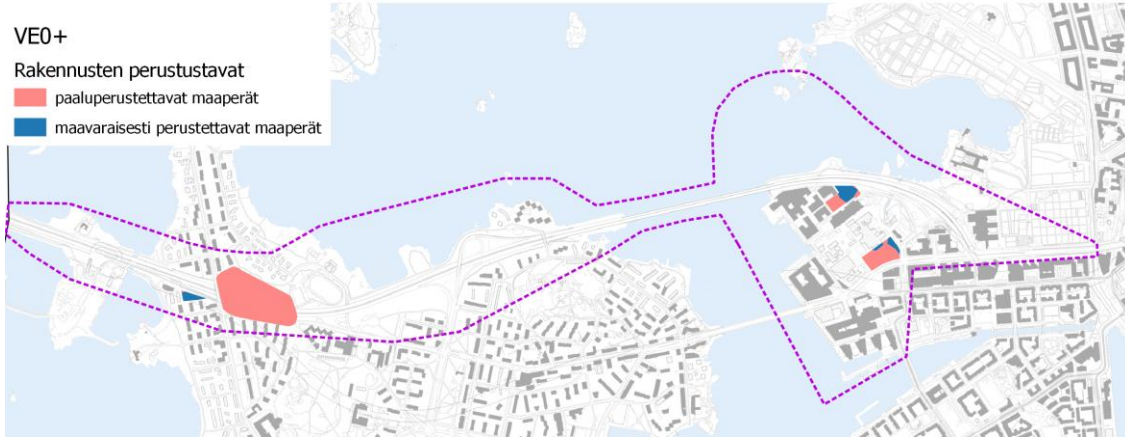 VE0+
Rakennusten perustustavat
paaluperustettavat maaperät
maavaraisesti perustettavat maaperät